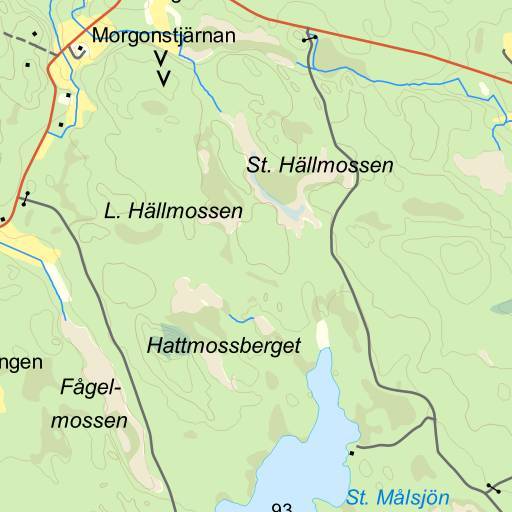 Morgonstjärnan
St. Hällmossen
L. Hällmossen
Hattmossberget
ngen
Fågel-
mossen
St. Målsjön
93